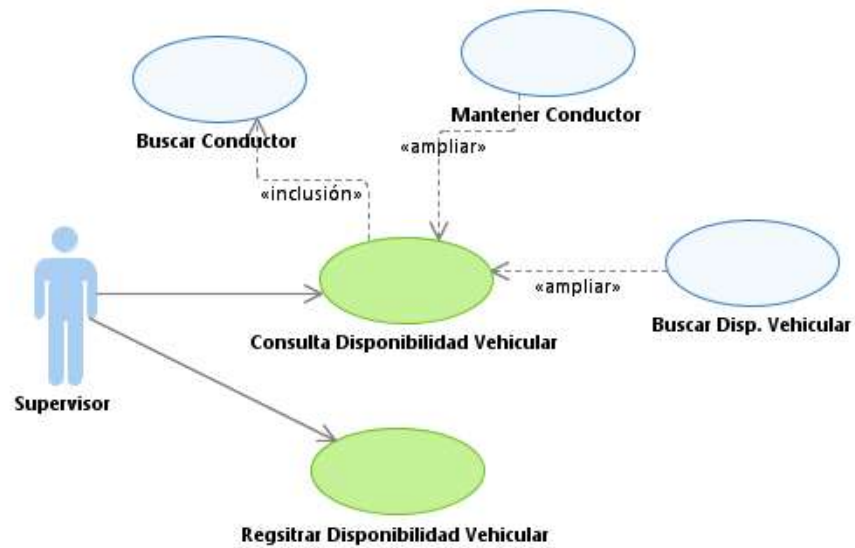 Mantener Conductor
Buscar Conductor
«ampliar»
«inclusión»
«ampliar»
Buscar Disp. Vehicular
Consulta Disponibilidad Vehicular
Supervisor
Regsitrar Disponibilidad Vehicular